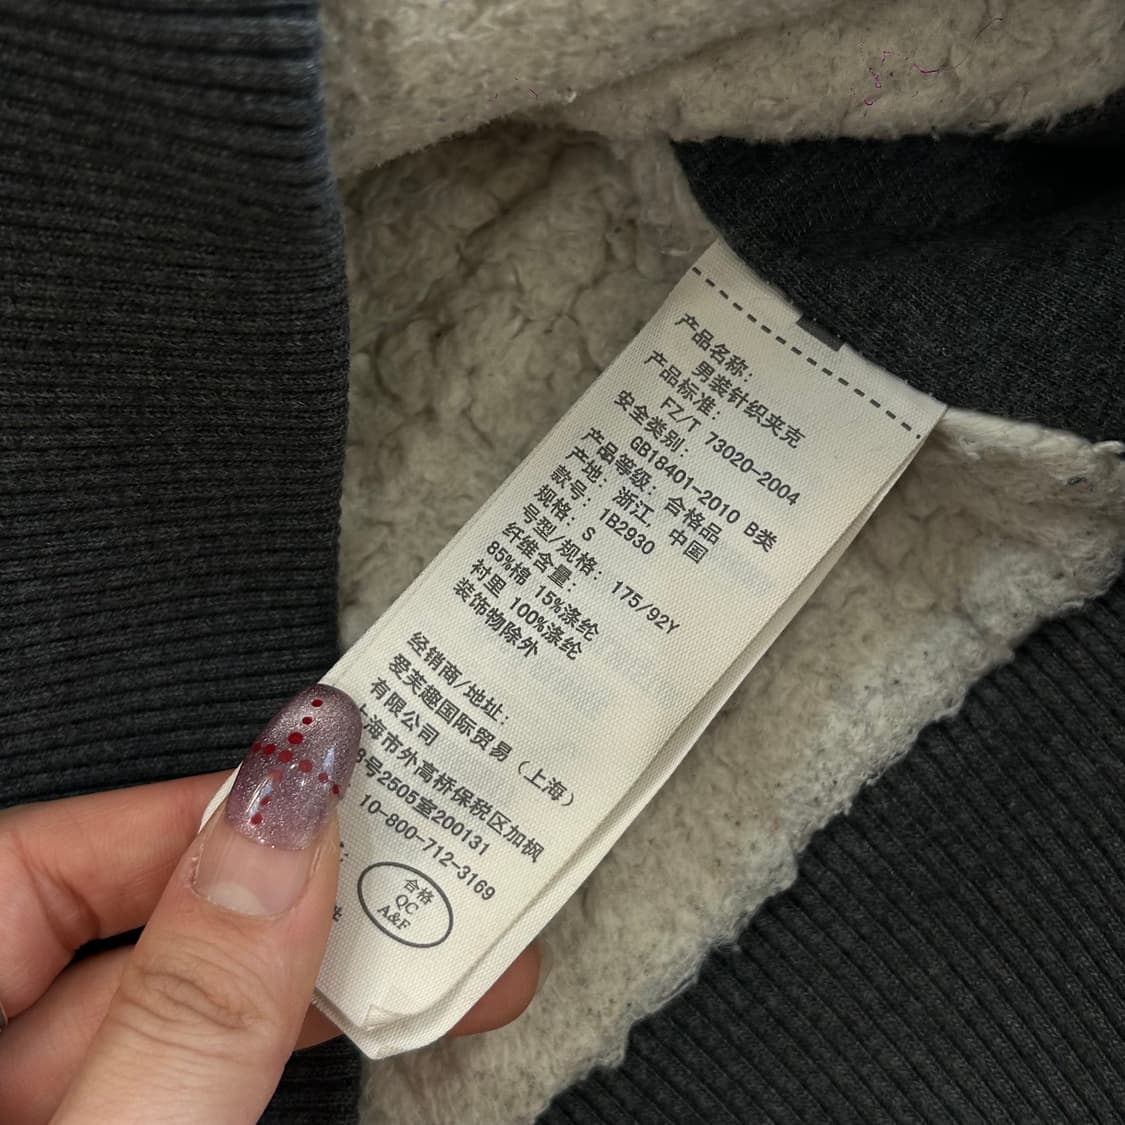 产品名称:
男装针织夹克
产品标准:
FZ/T 73020-2004
安全类别:
GB18401-2010 B类
产品等级: 合格品
产地: 浙江, 中国
款号: 1B2930
规格: S
号型/规格: 175/92Y
纤维含量:
85%棉 15%涤纶
衬里 100%涤纶
装饰物除外
经销商/地址:
爱芙趣国际贸易(上海)
有限公司
上海市外高桥保税区加枫
8号2505室200131
10-800-712-3169
合格
QC
A&F